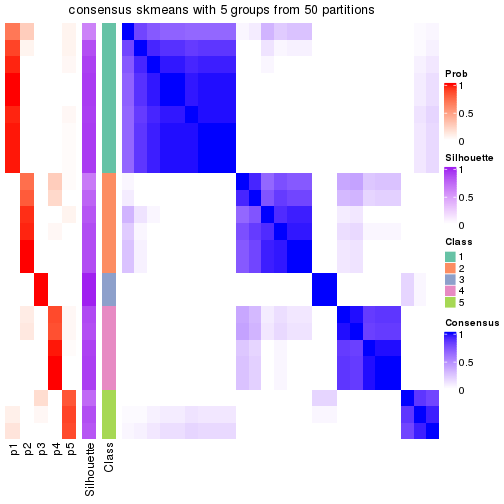 consensus skmeans with 5 groups from 50 partitions
Prob
1
0.5
0
Silhouette
1
0.5
0
Class
1
2
3
4
5
Consensus
1
0.5
0
p1
p2
p3
p4
p5
Silhouette
Class